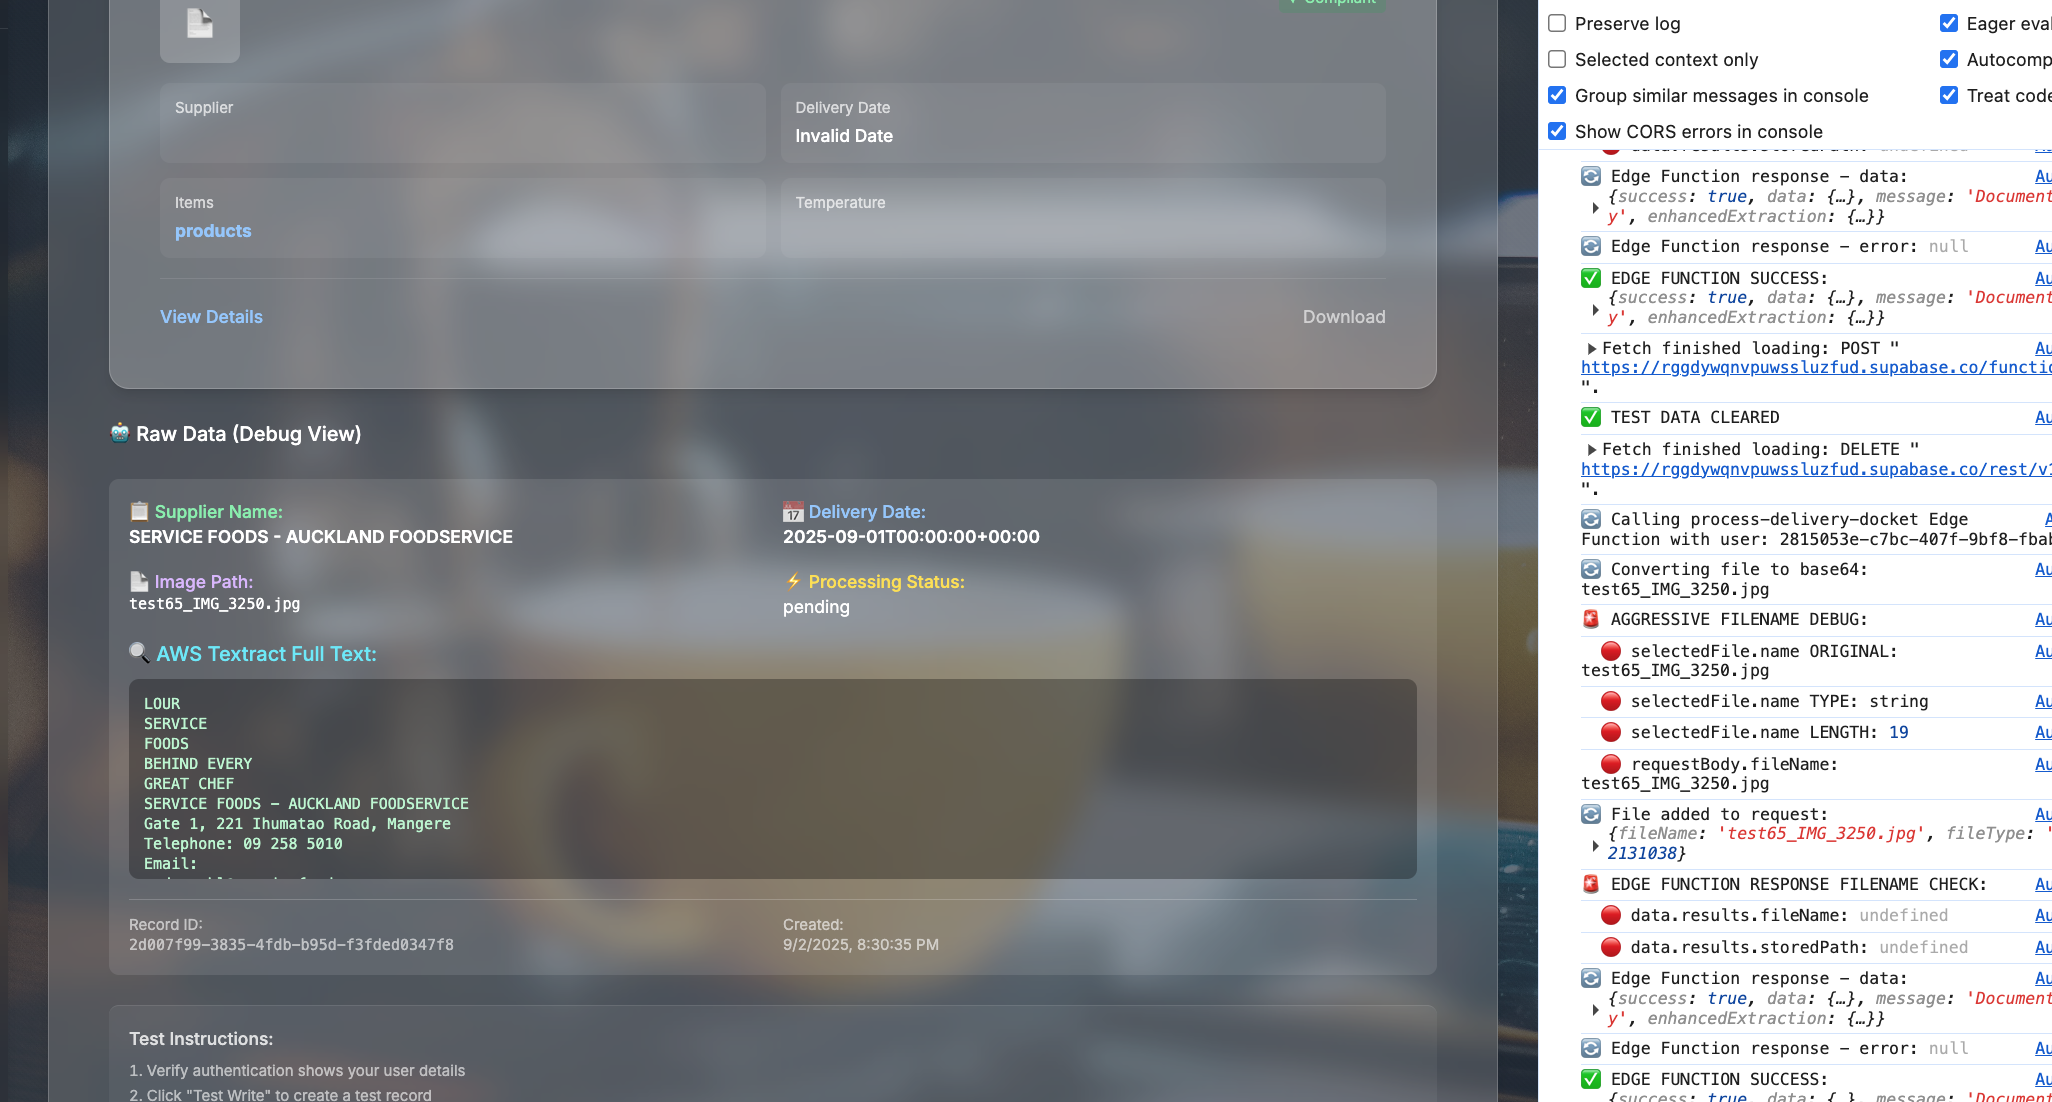 Compliant
Supplier
Delivery Date
Invalid Date
Items
products
Temperature
View Details
Download
Raw Data (Debug View)
Supplier Name:
SERVICE FOODS - AUCKLAND FOODSERVICE
Delivery Date:
2025-09-01T00:00:00+00:00
Image Path:
test65_IMG_3250.jpg
Processing Status:
pending
AWS Textract Full Text:
LOUR
SERVICE
FOODS
BEHIND EVERY
GREAT CHEF
SERVICE FOODS - AUCKLAND FOODSERVICE
Gate 1, 221 Ihumatao Road, Mangere
Telephone: 09 258 5010
Email:
Record ID:
2d007f99-3835-4fdb-b95d-f3fded0347f8
Created:
9/2/2025, 8:30:35 PM
Test Instructions:
1. Verify authentication shows your user details
2. Click "Test Write" to create a test record
Preserve log
Eager eval
Selected context only
Autocomp
Group similar messages in console
Treat code
Show CORS errors in console
data.results.storedPath: undefined
Edge Function response - data: Au
{success: true, data: {…}, message: 'Document
y', enhancedExtraction: {…}}
Edge Function response - error: null Au
EDGE FUNCTION SUCCESS: Au
{success: true, data: {…}, message: 'Document
y', enhancedExtraction: {…}}
Fetch finished loading: POST " Au
https://rggdywqnvpuwssluzfud.supabase.co/functio
".
TEST DATA CLEARED Au
Fetch finished loading: DELETE " Au
https://rggdywqnvpuwssluzfud.supabase.co/rest/v1
".
Calling process-delivery-docket Edge A
Function with user: 2815053e-c7bc-407f-9bf8-fbab
Converting file to base64: Au
test65_IMG_3250.jpg
AGGRESSIVE FILENAME DEBUG: Au
selectedFile.name ORIGINAL: Au
test65_IMG_3250.jpg
selectedFile.name TYPE: string Au
selectedFile.name LENGTH: 19 Au
requestBody.fileName: Au
test65_IMG_3250.jpg
File added to request: Au
{fileName: 'test65_IMG_3250.jpg', fileType: '
2131038}
EDGE FUNCTION RESPONSE FILENAME CHECK: Au
data.results.fileName: undefined Au
data.results.storedPath: undefined Au
Edge Function response - data: Au
{success: true, data: {…}, message: 'Document
y', enhancedExtraction: {…}}
Edge Function response - error: null Au
EDGE FUNCTION SUCCESS: Au
{success: true, data: {…}, message: 'Document